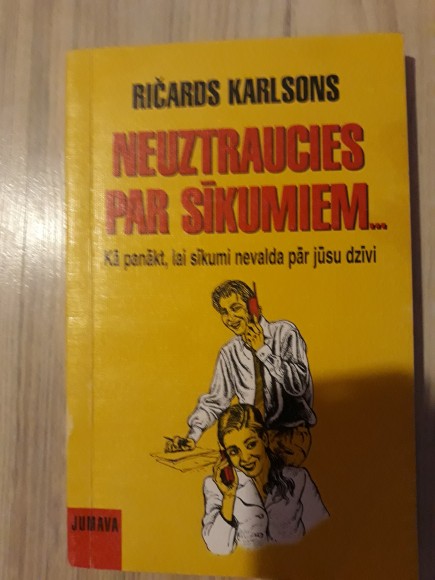 RIČARDS KARLSONS
NEUZTRAUCIES
PAR SĪKUMIEM...
Kā panākt, lai sīkumi nevalda pār jūsu dzīvi
JUMAVA